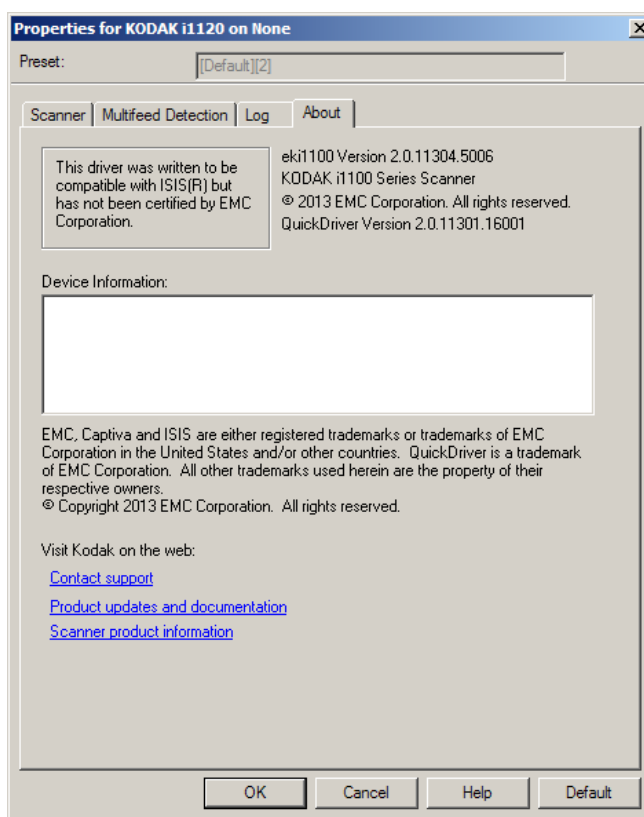 Properties for KODAK i1120 on None
Preset:
[Default][2]
Scanner
Multifeed Detection
Log
About
This driver was written to be
compatible with ISIS(R) but
has not been certified by EMC
Corporation.
eki1100 Version 2.0.11304.5006
KODAK i1100 Series Scanner
© 2013 EMC Corporation. All rights reserved.
QuickDriver Version 2.0.11301.16001
Device Information:
EMC, Captiva and ISIS are either registered trademarks or trademarks of EMC
Corporation in the United States and/or other countries. QuickDriver is a trademark
of EMC Corporation. All other trademarks used herein are the property of their
respective owners.
© Copyright 2013 EMC Corporation. All rights reserved.
Visit Kodak on the web:
Contact support
Product updates and documentation
Scanner product information
OK
Cancel
Help
Default